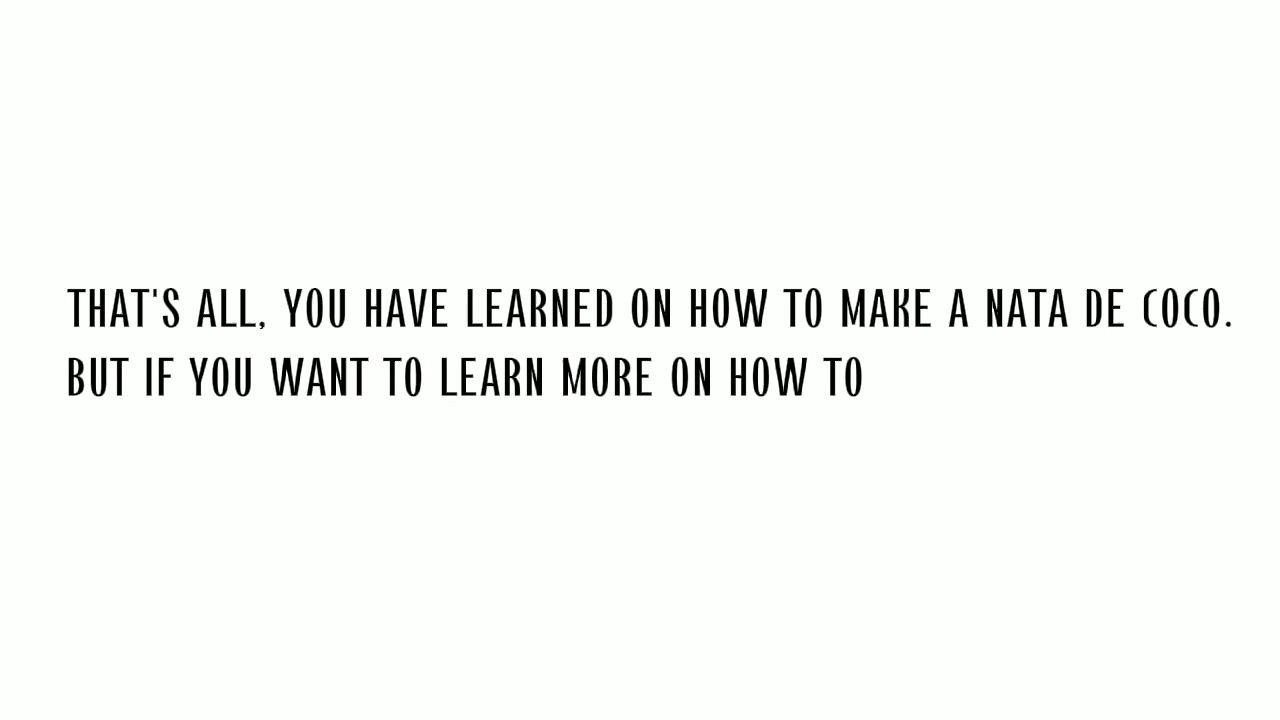 THAT'S ALL, YOU HAVE LEARNED ON HOW TO MAKE A NATA DE COCO.
BUT IF YOU WANT TO LEARN MORE ON HOW TO